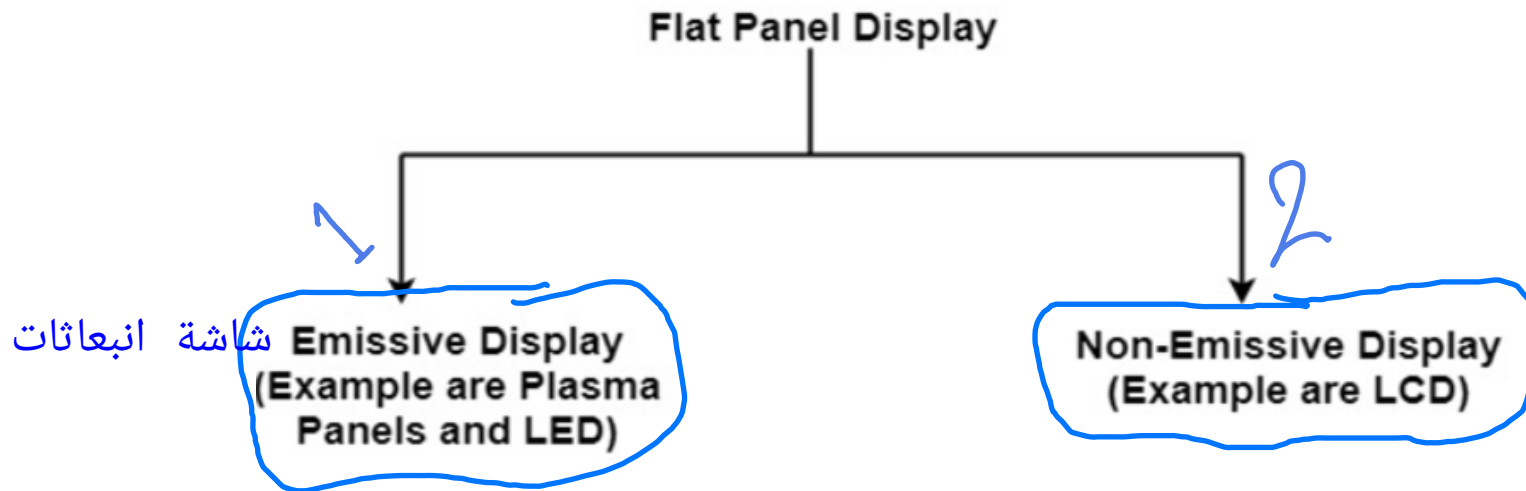 Flat Panel Display
1
2
شاشة انبعاثات
Emissive Display
(Example are Plasma
Panels and LED)
Non-Emissive Display
(Example are LCD)